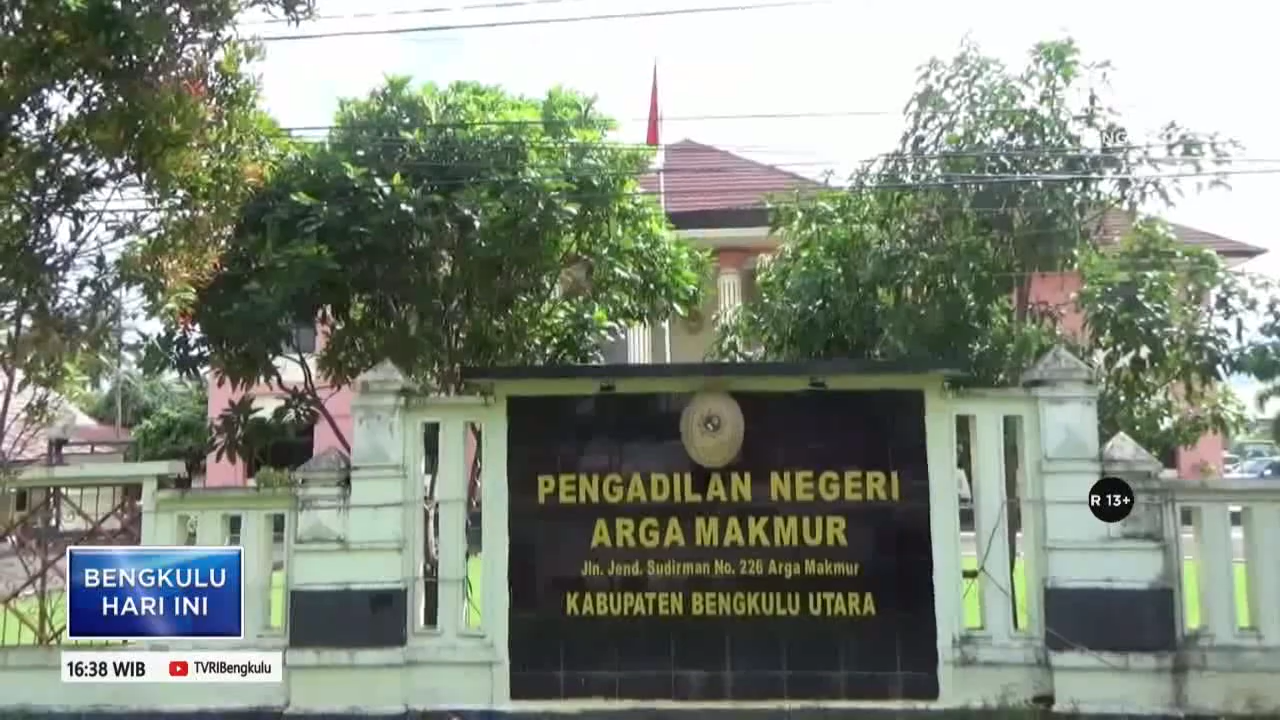 PENGADILAN NEGERI
ARGA MAKMUR
Jln. Jend. Sudirman No. 226 Arga Makmur
KABUPATEN BENGKULU UTARA
R 13+
BENGKULU
HARI INI
16:38 WIB TVRIBengkulu